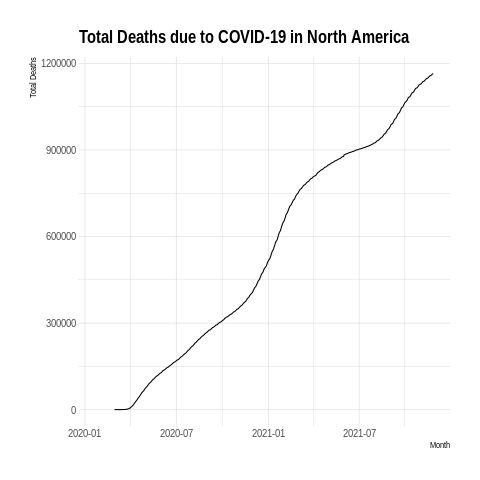 Total Deaths due to COVID-19 in North America
Total Deaths
1200000
900000
600000
300000
0
2020-01 2020-07 2021-01 2021-07
Month